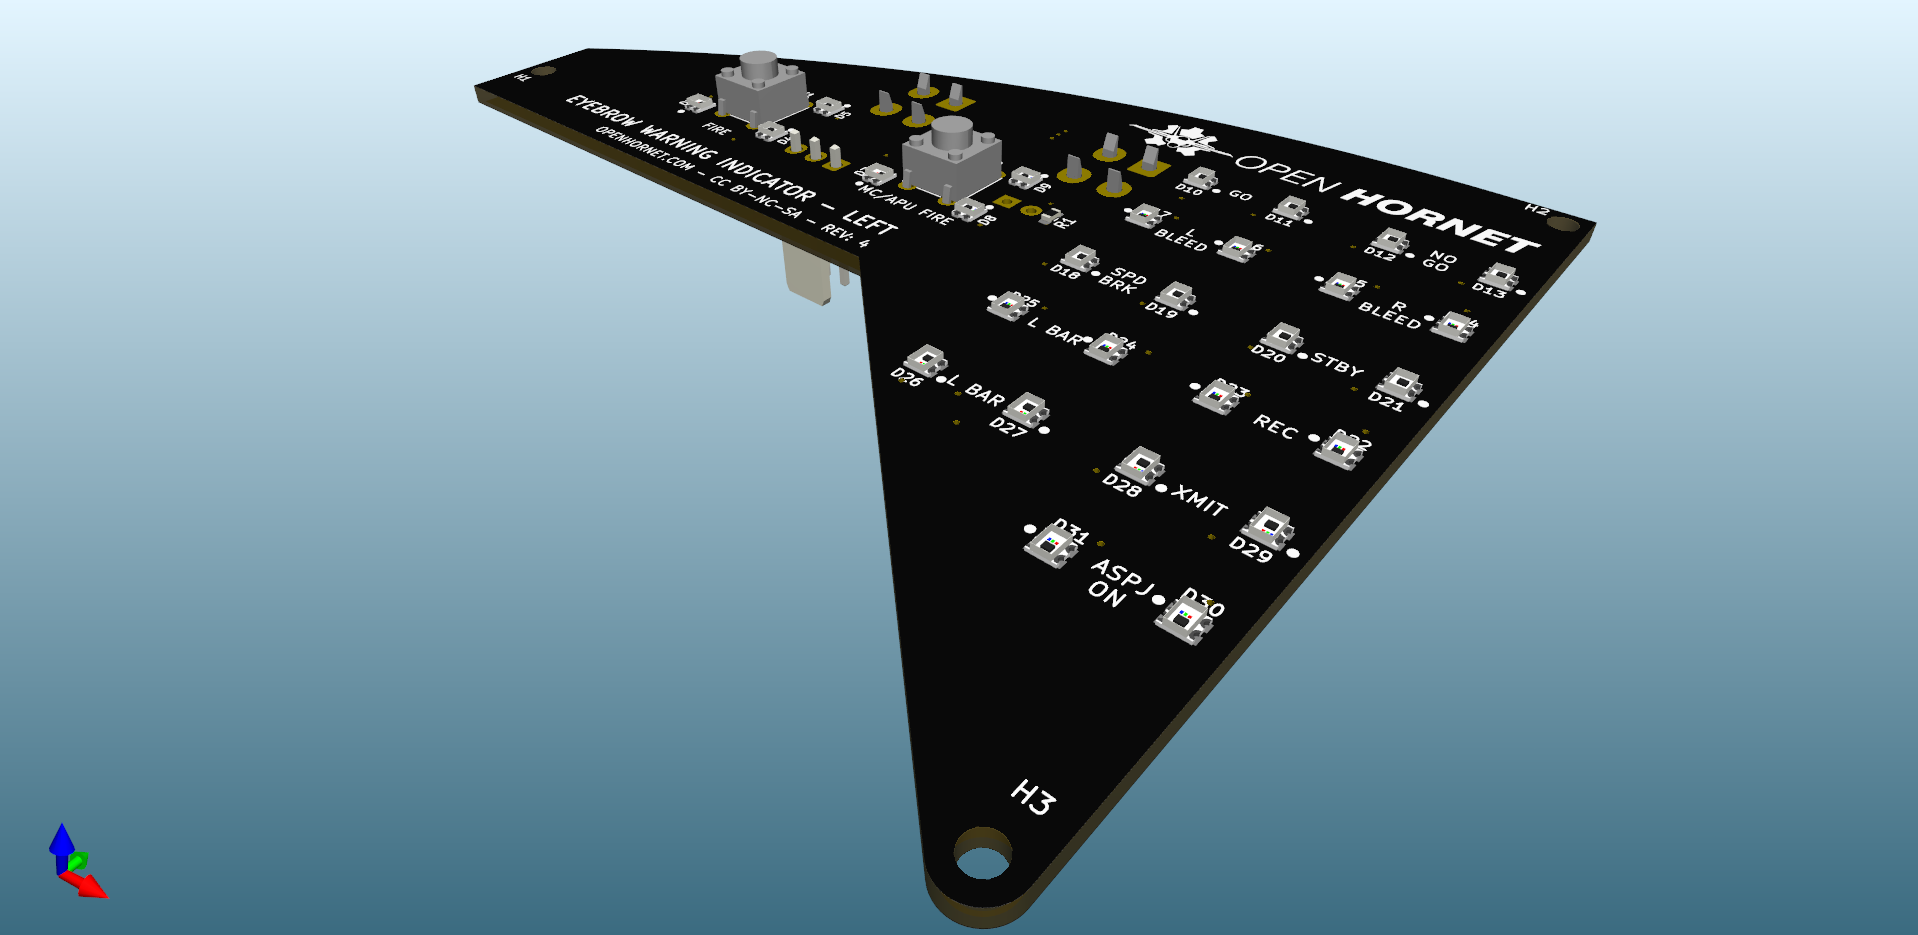 H1
FIRE
EYEBROW WARNING INDICATOR - LEFT
OPENHORNET.COM - CC BY-NC-SA - REV: 4
MC/APU FIRE
R1
OPEN HORNET
H2
D10
GO
D11
L
BLEED
D12
NO
GO
D13
R
BLEED
D18
SPD
BRK
D19
L BAR
D20
STBY
D21
D26
L BAR
D27
REC
D28
XMIT
D29
D31
ASPJ
ON
D30
H3